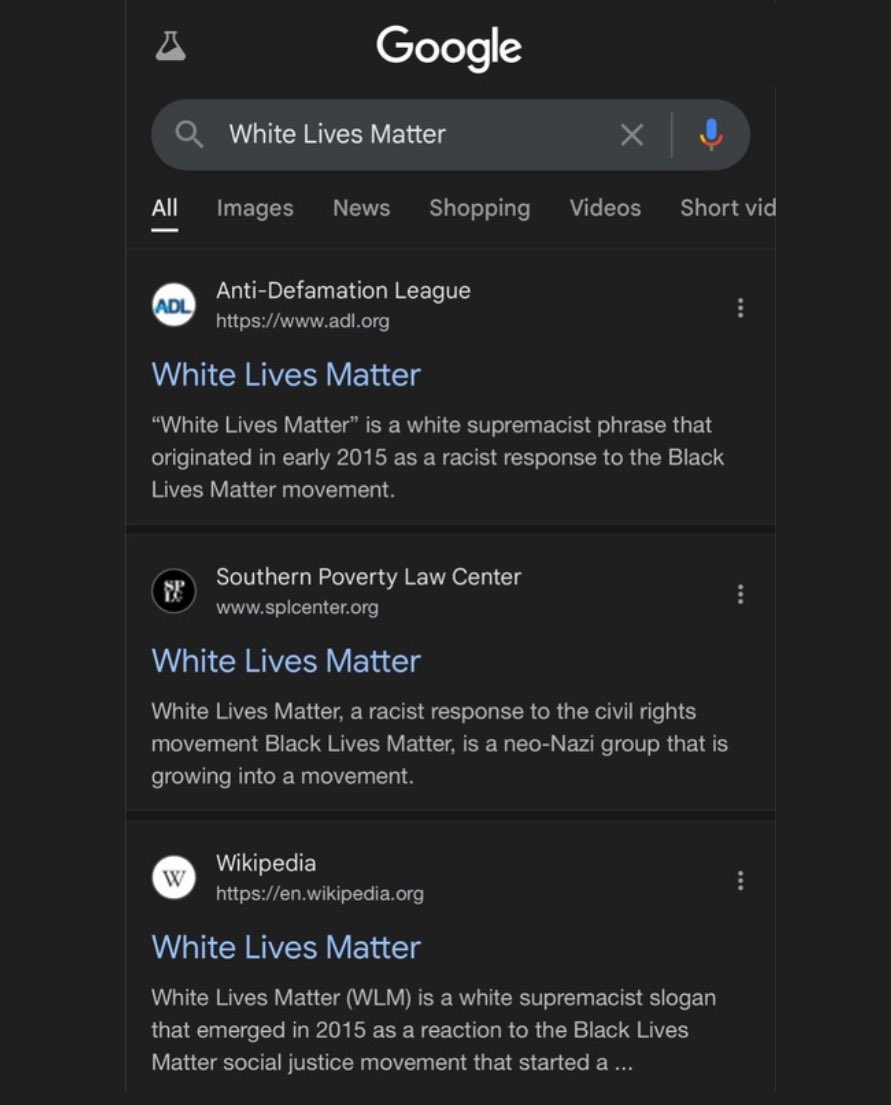 Google
White Lives Matter
All Images News Shopping Videos Short vid
ADL
Anti-Defamation League
https://www.adl.org
White Lives Matter
“White Lives Matter” is a white supremacist phrase that
originated in early 2015 as a racist response to the Black
Lives Matter movement.
SP
LC
Southern Poverty Law Center
www.splcenter.org
White Lives Matter
White Lives Matter, a racist response to the civil rights
movement Black Lives Matter, is a neo-Nazi group that is
growing into a movement.
W
Wikipedia
https://en.wikipedia.org
White Lives Matter
White Lives Matter (WLM) is a white supremacist slogan
that emerged in 2015 as a reaction to the Black Lives
Matter social justice movement that started a ...